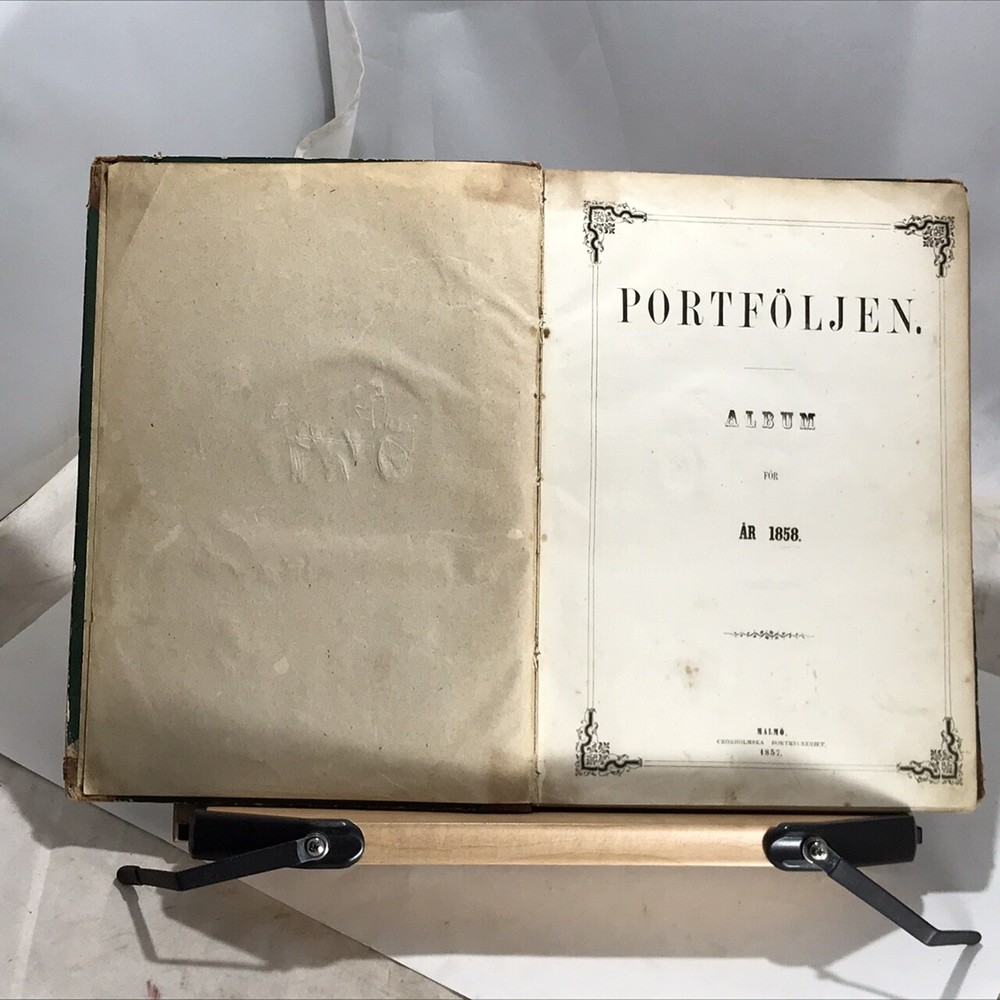 PORTFÖLJEN.
ALBUM
FÖR
ÅR 1858.
MALMÖ,
CRONHOLMSKA BOKTRYCKERIET,
1857.